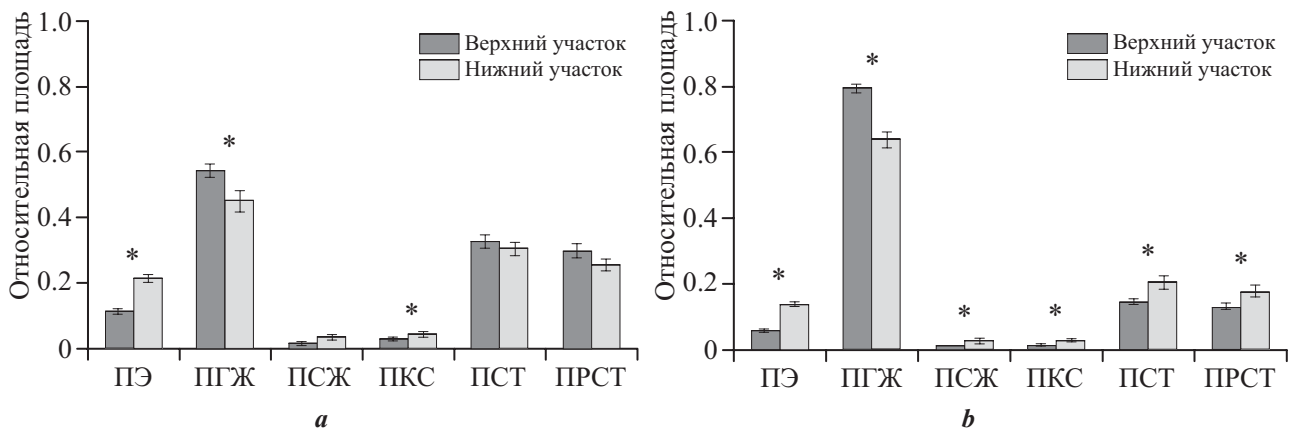 Относительная площадь
1.0
0.8
0.6
0.4
0.2
0
Верхний участок
Нижний участок
*
*
*
ПЭ
ПГЖ
ПСЖ
ПКС
ПСТ
ПРСТ
a
Относительная площадь
1.0
0.8
0.6
0.4
0.2
0
Верхний участок
Нижний участок
*
*
*
*
*
*
ПЭ
ПГЖ
ПСЖ
ПКС
ПСТ
ПРСТ
b